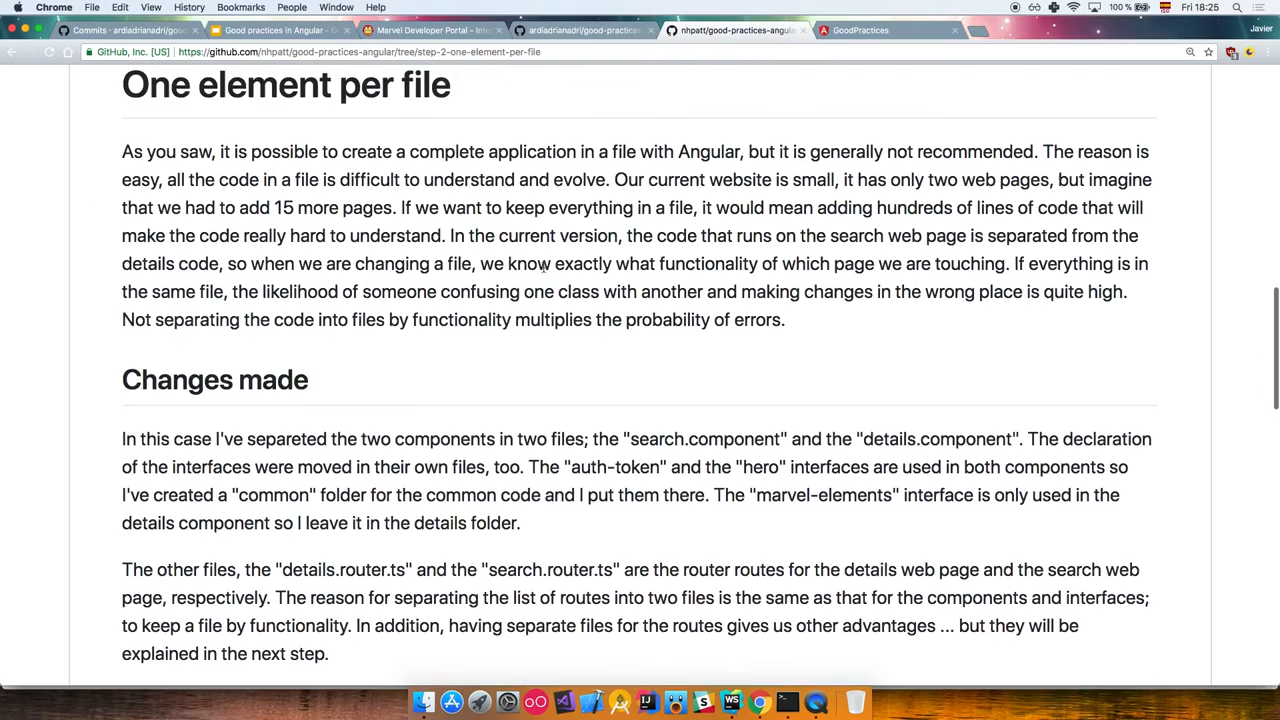 Chrome File Edit View History Bookmarks People Window Help 100 % Fri 18:25
Commits · ardiadrianadri/good- Good practices in Angular - G Marvel Developer Portal - Must ardiadrianadri/good-practices- nhpatt/good-practices-angula GoodPractices Javier
GitHub, Inc. [US] https://github.com/nhpatt/good-practices-angular/tree/step-2-one-element-per-file
One element per file
As you saw, it is possible to create a complete application in a file with Angular, but it is generally not recommended. The reason is
easy, all the code in a file is difficult to understand and evolve. Our current website is small, it has only two web pages, but imagine
that we had to add 15 more pages. If we want to keep everything in a file, it would mean adding hundreds of lines of code that will
make the code really hard to understand. In the current version, the code that runs on the search web page is separated from the
details code, so when we are changing a file, we know exactly what functionality of which page we are touching. If everything is in
the same file, the likelihood of someone confusing one class with another and making changes in the wrong place is quite high.
Not separating the code into files by functionality multiplies the probability of errors.
Changes made
In this case I've separeted the two components in two files; the "search.component" and the "details.component". The declaration
of the interfaces were moved in their own files, too. The "auth-token" and the "hero" interfaces are used in both components so
I've created a "common" folder for the common code and I put them there. The "marvel-elements" interface is only used in the
details component so I leave it in the details folder.
The other files, the "details.router.ts" and the "search.router.ts" are the router routes for the details web page and the search web
page, respectively. The reason for separating the list of routes into two files is the same as that for the components and interfaces;
to keep a file by functionality. In addition, having separate files for the routes gives us other advantages ... but they will be
explained in the next step.